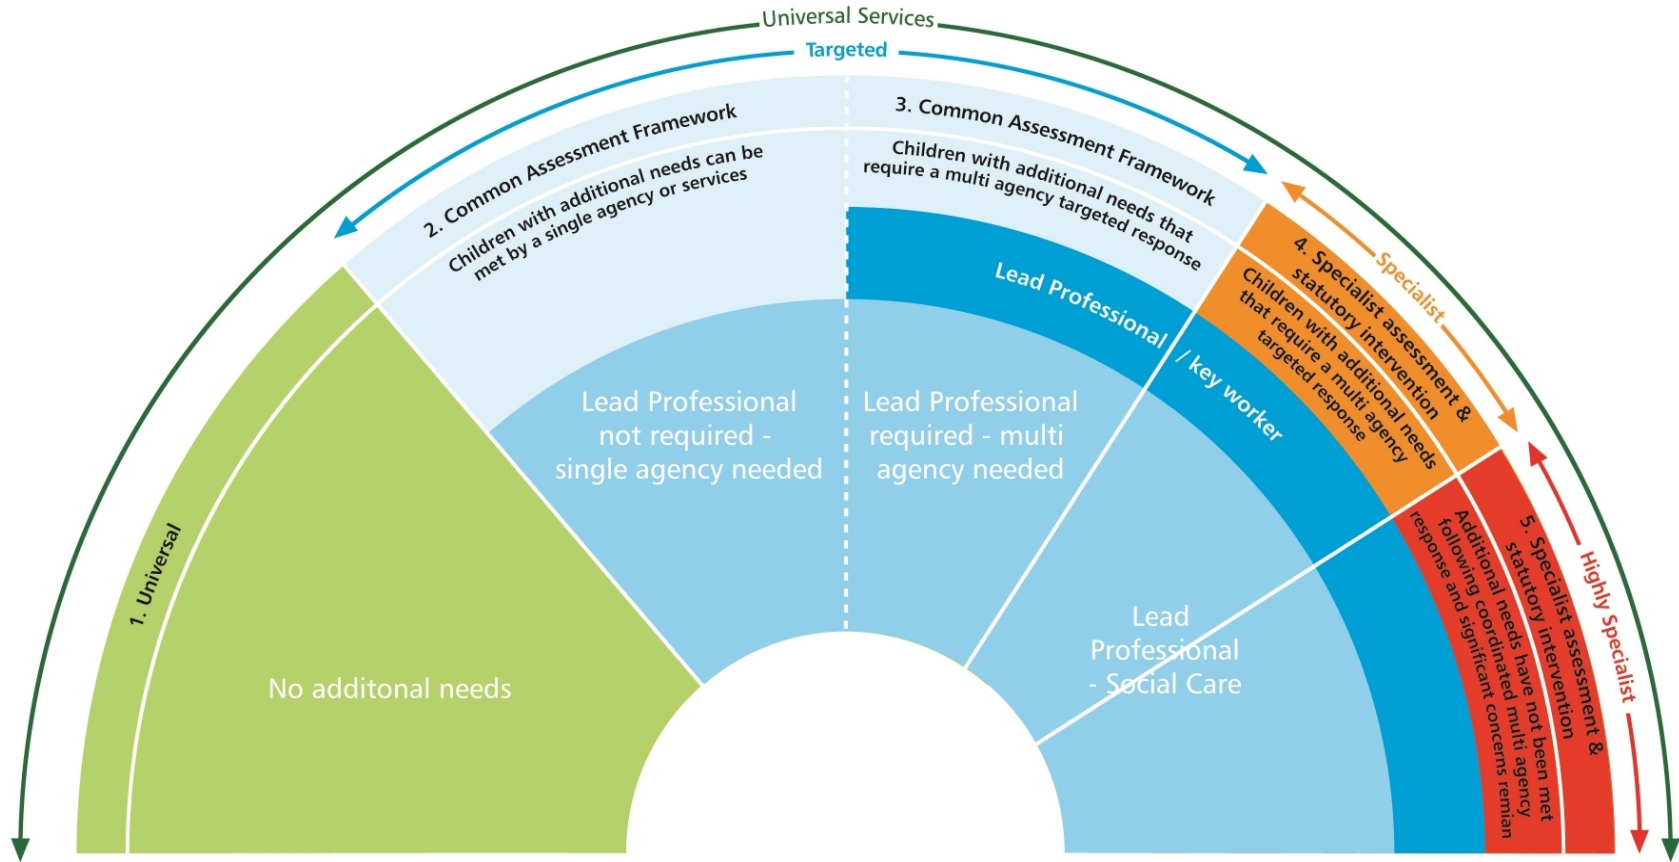 Universal Services
Targeted
Specialist
Highly Specialist
1. Universal
No additonal needs
2. Common Assessment Framework
Children with additional needs can be
met by a single agency or services
Lead Professional
not required -
single agency needed
3. Common Assessment Framework
Children with additional needs that
require a multi agency targeted response
Lead Professional / key worker
Lead Professional
required - multi
agency needed
4. Specialist assessment &
statutory intervention
Children with additional needs
that require a multi agency
targeted response
Lead
Professional
- Social Care
5. Specialist assessment &
statutory intervention
Additional needs have not been met
following coordinated multi agency
response and significant concerns remian